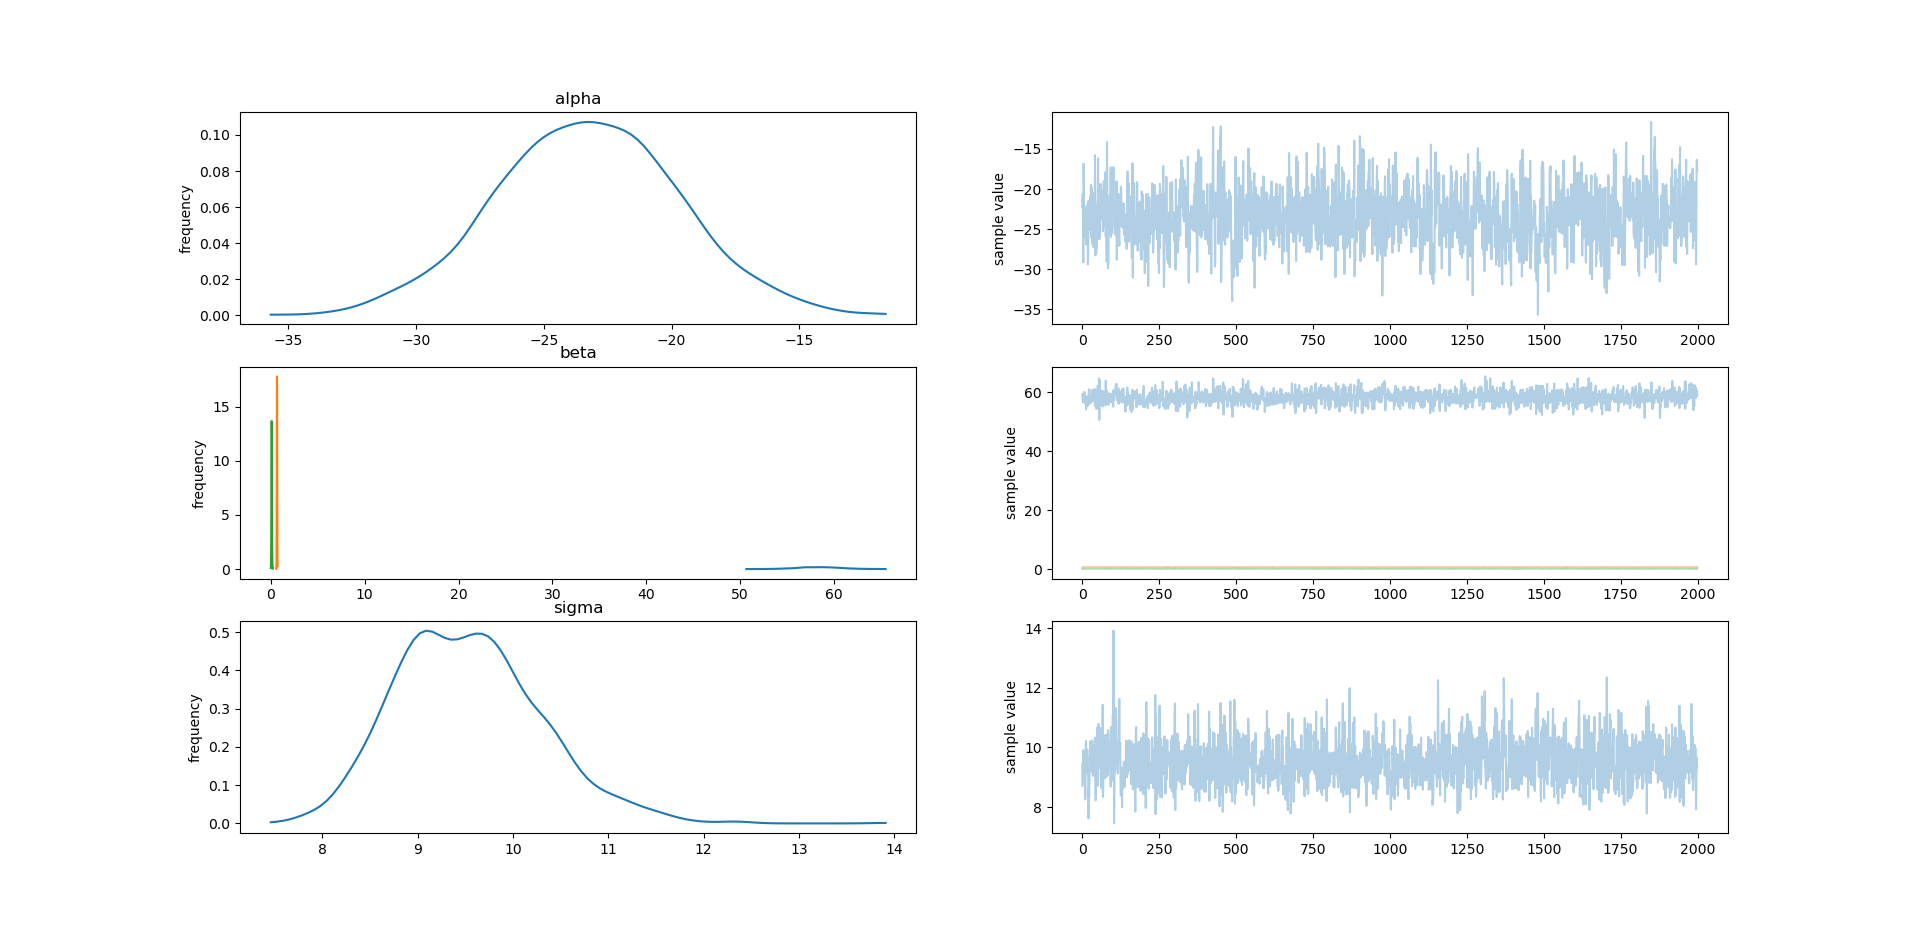 alpha
frequency
0.10
0.08
0.06
0.04
0.02
0.00
−35 −30 −25 −20 −15
sample value
−15
−20
−25
−30
−35
0 250 500 750 1000 1250 1500 1750 2000
beta
frequency
15
10
5
0
0 10 20 30 40 50 60
sample value
60
40
20
0
0 250 500 750 1000 1250 1500 1750 2000
sigma
frequency
0.5
0.4
0.3
0.2
0.1
0.0
8 9 10 11 12 13 14
sample value
14
12
10
8
0 250 500 750 1000 1250 1500 1750 2000